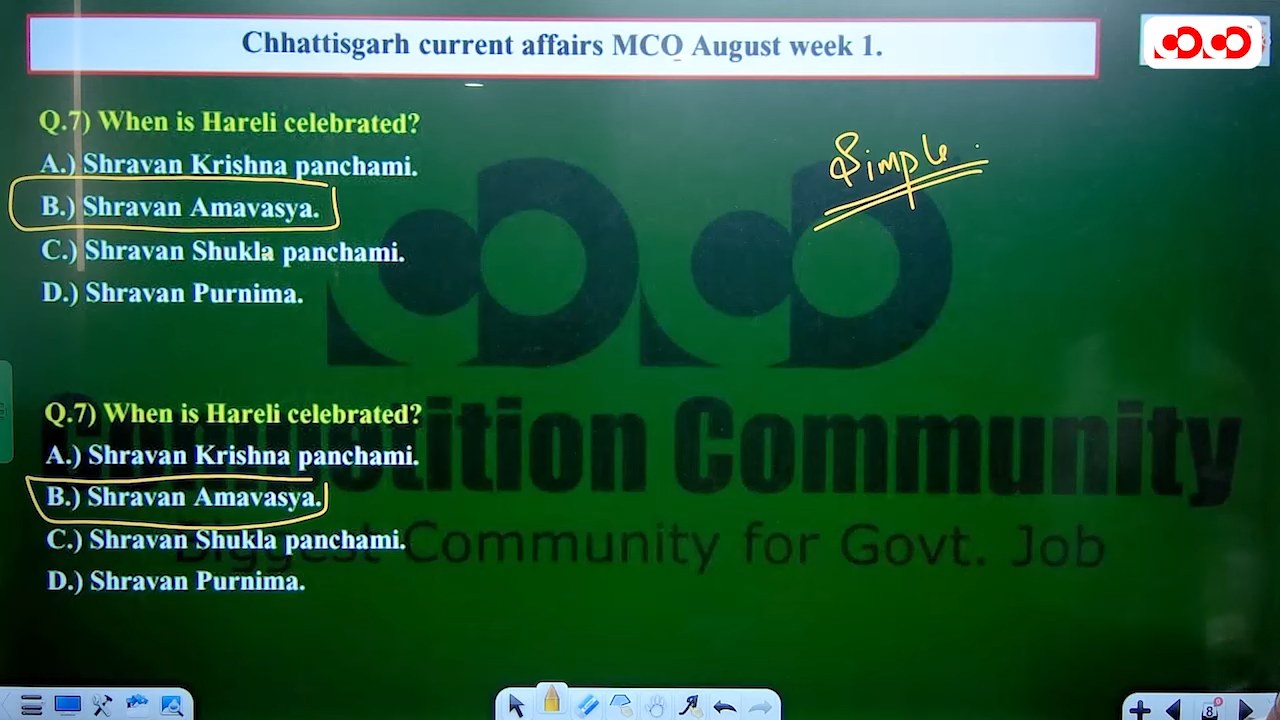 Chhattisgarh current affairs MCQ August week 1.
Q.7) When is Hareli celebrated?
A.) Shravan Krishna panchami.
B.) Shravan Amavasya.
C.) Shravan Shukla panchami.
D.) Shravan Purnima.
Simple.
Q.7) When is Hareli celebrated?
A.) Shravan Krishna panchami.
B.) Shravan Amavasya.
C.) Shravan Shukla panchami.
D.) Shravan Purnima.
Competition Community
Biggest Community for Govt. Job
8